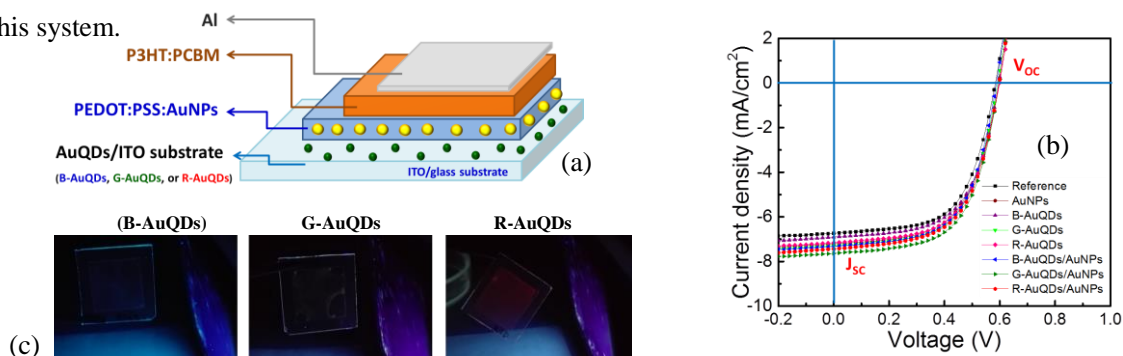 his system.
Al
P3HT:PCBM
PEDOT:PSS:AuNPs
AuQDs/ITO substrate
(B-AuQDs, G-AuQDs, or R-AuQDs)
ITO/glass substrate
(a)
(B-AuQDs)
G-AuQDs
R-AuQDs
(c)
Current density (mA/cm²)
2
0
-2
-4
-6
-8
-10
VOC
(b)
Reference
AuNPs
B-AuQDs
G-AuQDs
R-AuQDs
B-AuQDs/AuNPs
G-AuQDs/AuNPs
R-AuQDs/AuNPs
JSC
-0.2 0.0 0.2 0.4 0.6 0.8 1.0
Voltage (V)